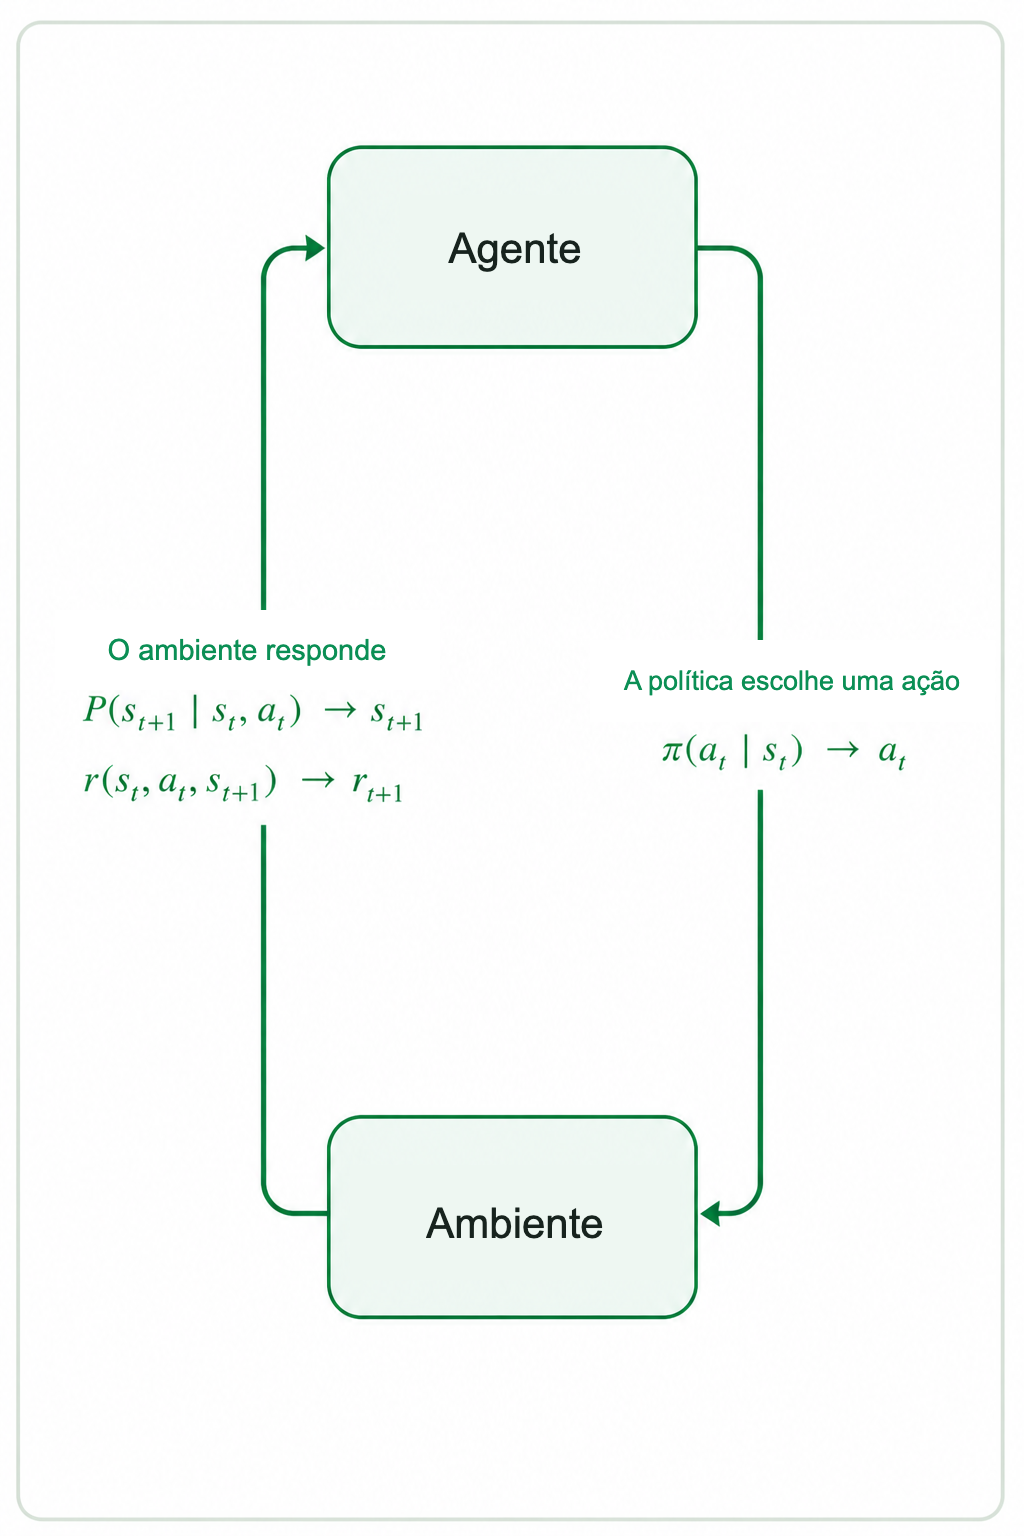 Agente
O ambiente responde
P(s_{t+1} | s_t, a_t) → s_{t+1}
r(s_t, a_t, s_{t+1}) → r_{t+1}
A política escolhe uma ação
π(a_t | s_t) → a_t
Ambiente